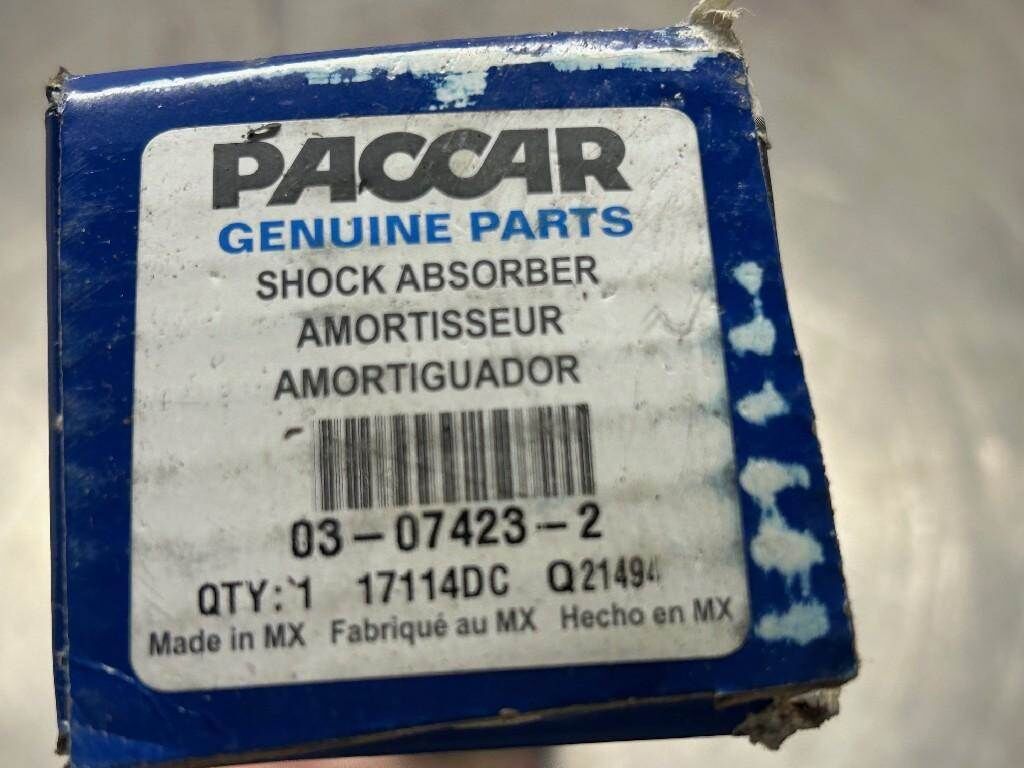 PACCAR
GENUINE PARTS
SHOCK ABSORBER
AMORTISSEUR
AMORTIGUADOR
03-07423-2
QTY: 1 17114DC Q21494
Made in MX Fabriqué au MX Hecho en MX